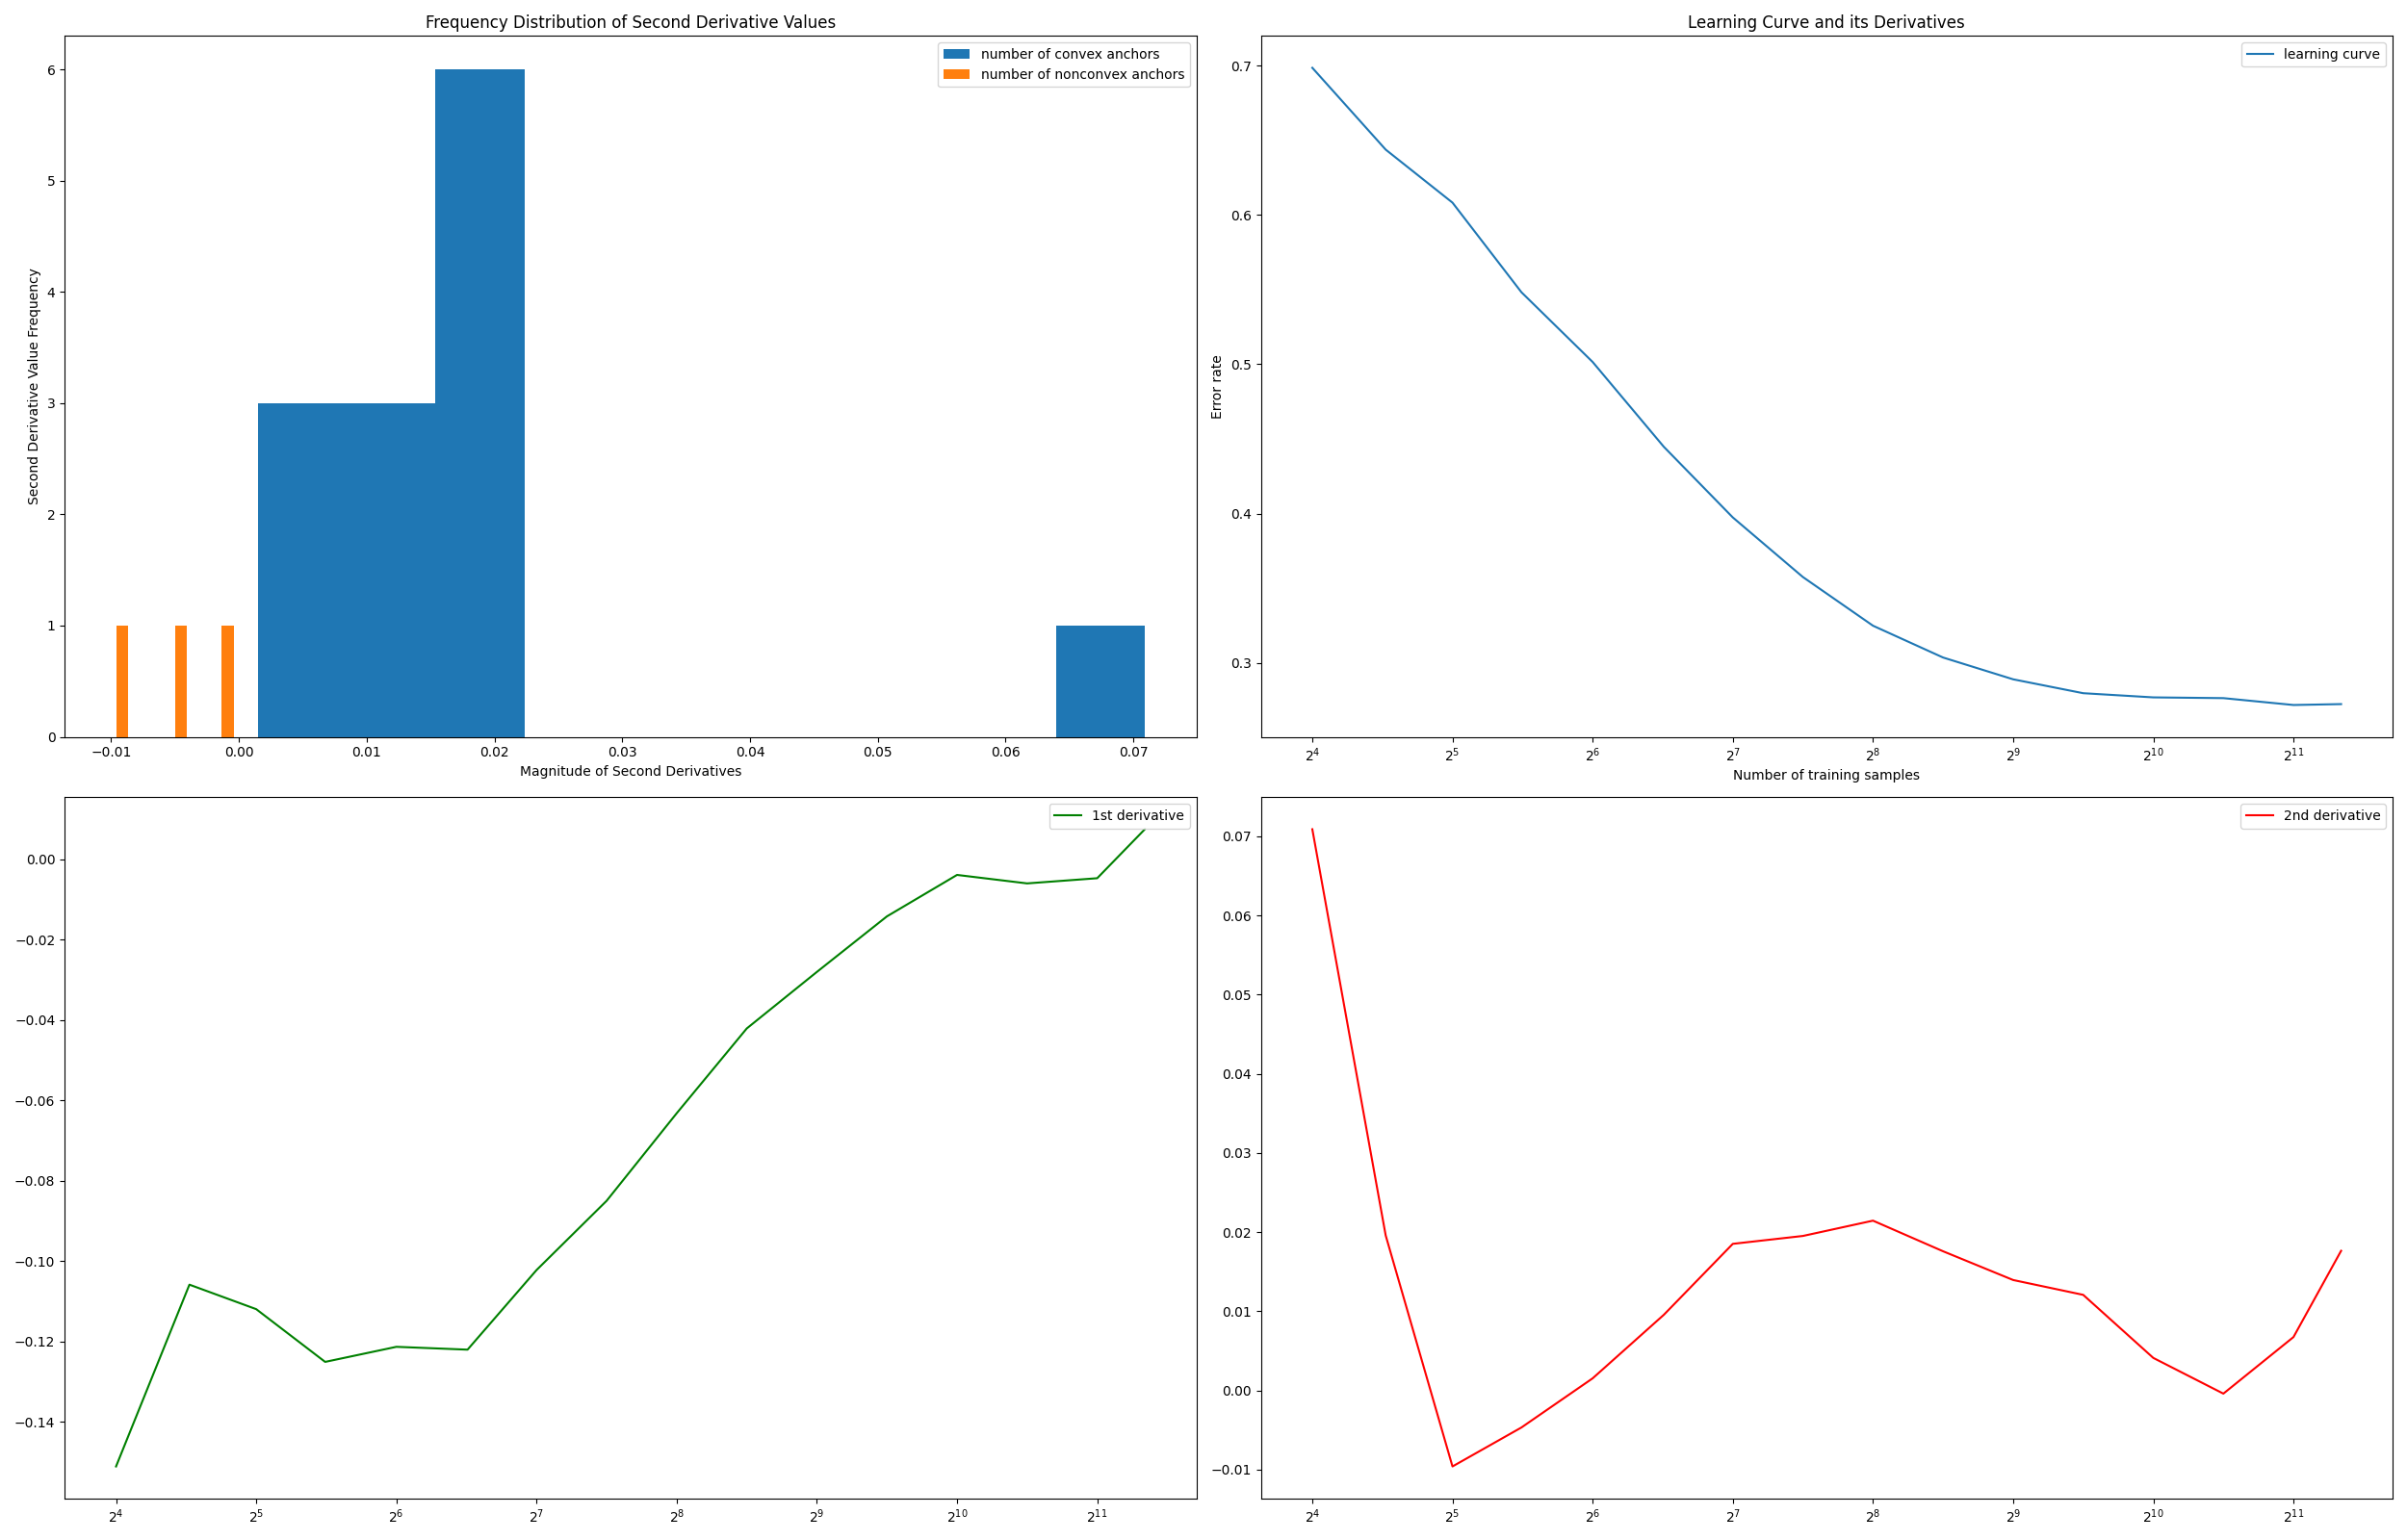 Frequency Distribution of Second Derivative Values
number of convex anchors
number of nonconvex anchors
Second Derivative Value Frequency
6
5
4
3
2
1
0
−0.01 0.00 0.01 0.02 0.03 0.04 0.05 0.06 0.07
Magnitude of Second Derivatives
Learning Curve and its Derivatives
learning curve
Error rate
0.7
0.6
0.5
0.4
0.3
2⁴ 2⁵ 2⁶ 2⁷ 2⁸ 2⁹ 2¹⁰ 2¹¹
Number of training samples
1st derivative
0.00
−0.02
−0.04
−0.06
−0.08
−0.10
−0.12
−0.14
2⁴ 2⁵ 2⁶ 2⁷ 2⁸ 2⁹ 2¹⁰ 2¹¹
2nd derivative
0.07
0.06
0.05
0.04
0.03
0.02
0.01
0.00
−0.01
2⁴ 2⁵ 2⁶ 2⁷ 2⁸ 2⁹ 2¹⁰ 2¹¹